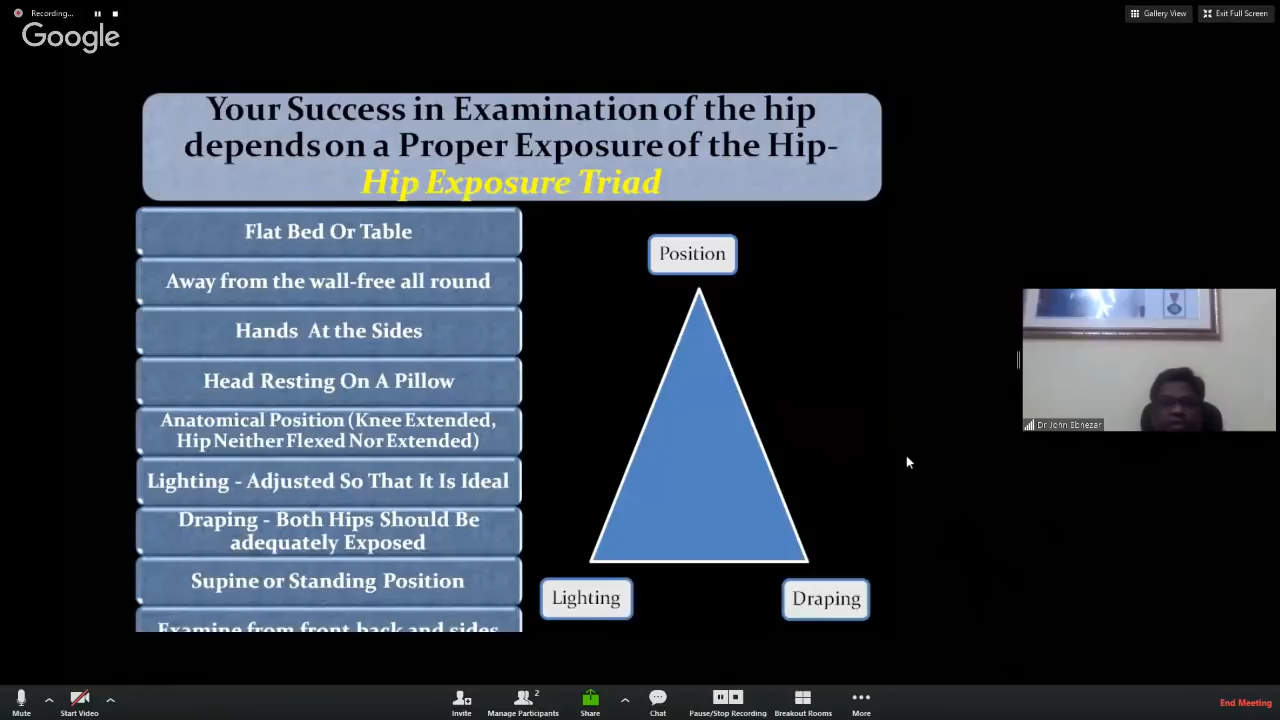 Recording...
Gallery View
Exit Full Screen
Google
Your Success in Examination of the hip
depends on a Proper Exposure of the Hip-
Hip Exposure Triad
Flat Bed Or Table
Away from the wall-free all round
Hands At the Sides
Head Resting On A Pillow
Anatomical Position (Knee Extended,
Hip Neither Flexed Nor Extended)
Lighting - Adjusted So That It Is Ideal
Draping - Both Hips Should Be
adequately Exposed
Supine or Standing Position
Examine from front back and sides
Position
Lighting
Draping
Dr John Ebnezar
Mute
Start Video
Invite
2
Manage Participants
Share
Chat
Pause/Stop Recording
Breakout Rooms
More
End Meeting